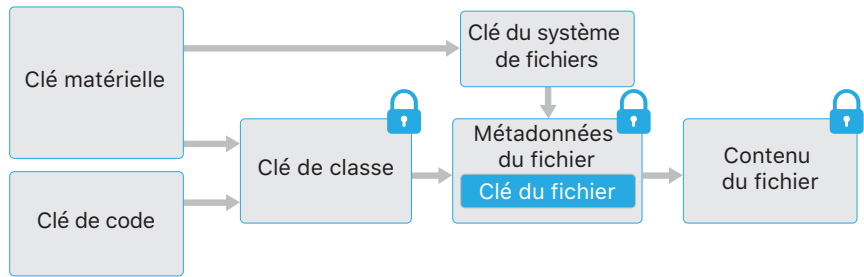 Clé matérielle
Clé du système
de fichiers
Clé de classe
Métadonnées
du fichier
Clé du fichier
Contenu
du fichier
Clé de code